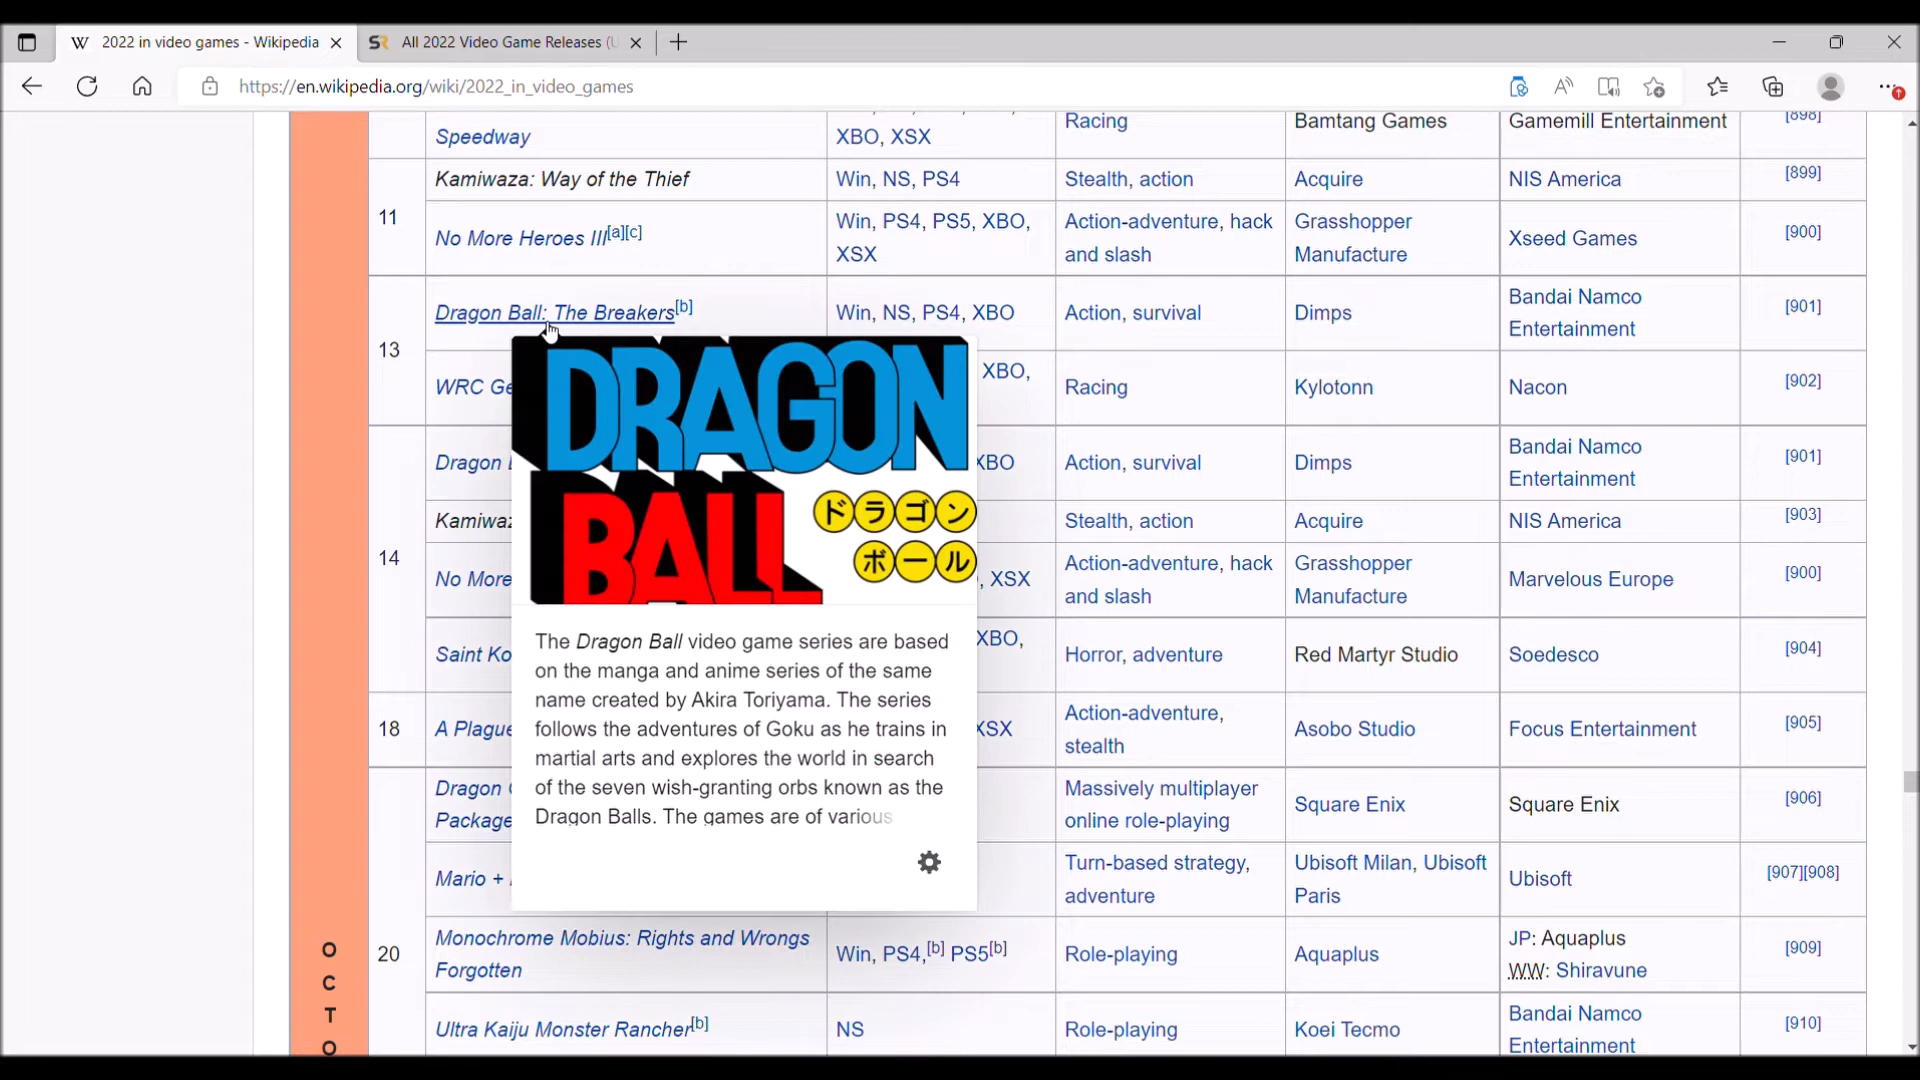 2022 in video games - Wikipedia
SR All 2022 Video Game Releases (U
https://en.wikipedia.org/wiki/2022_in_video_games
Speedway
XBO, XSX
Racing
Bamtang Games
Gamemill Entertainment
[898]
11
Kamiwaza: Way of the Thief
Win, NS, PS4
Stealth, action
Acquire
NIS America
[899]
No More Heroes III[a][c]
Win, PS4, PS5, XBO,
XSX
Action-adventure, hack
and slash
Grasshopper
Manufacture
Xseed Games
[900]
13
Dragon Ball: The Breakers[b]
Win, NS, PS4, XBO
Action, survival
Dimps
Bandai Namco
Entertainment
[901]
WRC Ge
XBO,
Racing
Kylotonn
Nacon
[902]
DRAGON
BALL
ドラゴン
ボール
The Dragon Ball video game series are based
on the manga and anime series of the same
name created by Akira Toriyama. The series
follows the adventures of Goku as he trains in
martial arts and explores the world in search
of the seven wish-granting orbs known as the
Dragon Balls. The games are of various
14
Dragon
XBO
Action, survival
Dimps
Bandai Namco
Entertainment
[901]
Kamiwaz
Stealth, action
Acquire
NIS America
[903]
No More
, XSX
Action-adventure, hack
and slash
Grasshopper
Manufacture
Marvelous Europe
[900]
Saint Ko
XBO,
Horror, adventure
Red Martyr Studio
Soedesco
[904]
18
A Plague
XSX
Action-adventure,
stealth
Asobo Studio
Focus Entertainment
[905]
Dragon
Package
Massively multiplayer
online role-playing
Square Enix
Square Enix
[906]
Mario +
Turn-based strategy,
adventure
Ubisoft Milan, Ubisoft
Paris
Ubisoft
[907][908]
20
Monochrome Mobius: Rights and Wrongs
Forgotten
Win, PS4,[b] PS5[b]
Role-playing
Aquaplus
JP: Aquaplus
WW: Shiravune
[909]
Ultra Kaiju Monster Rancher[b]
NS
Role-playing
Koei Tecmo
Bandai Namco
Entertainment
[910]
O
C
T
O